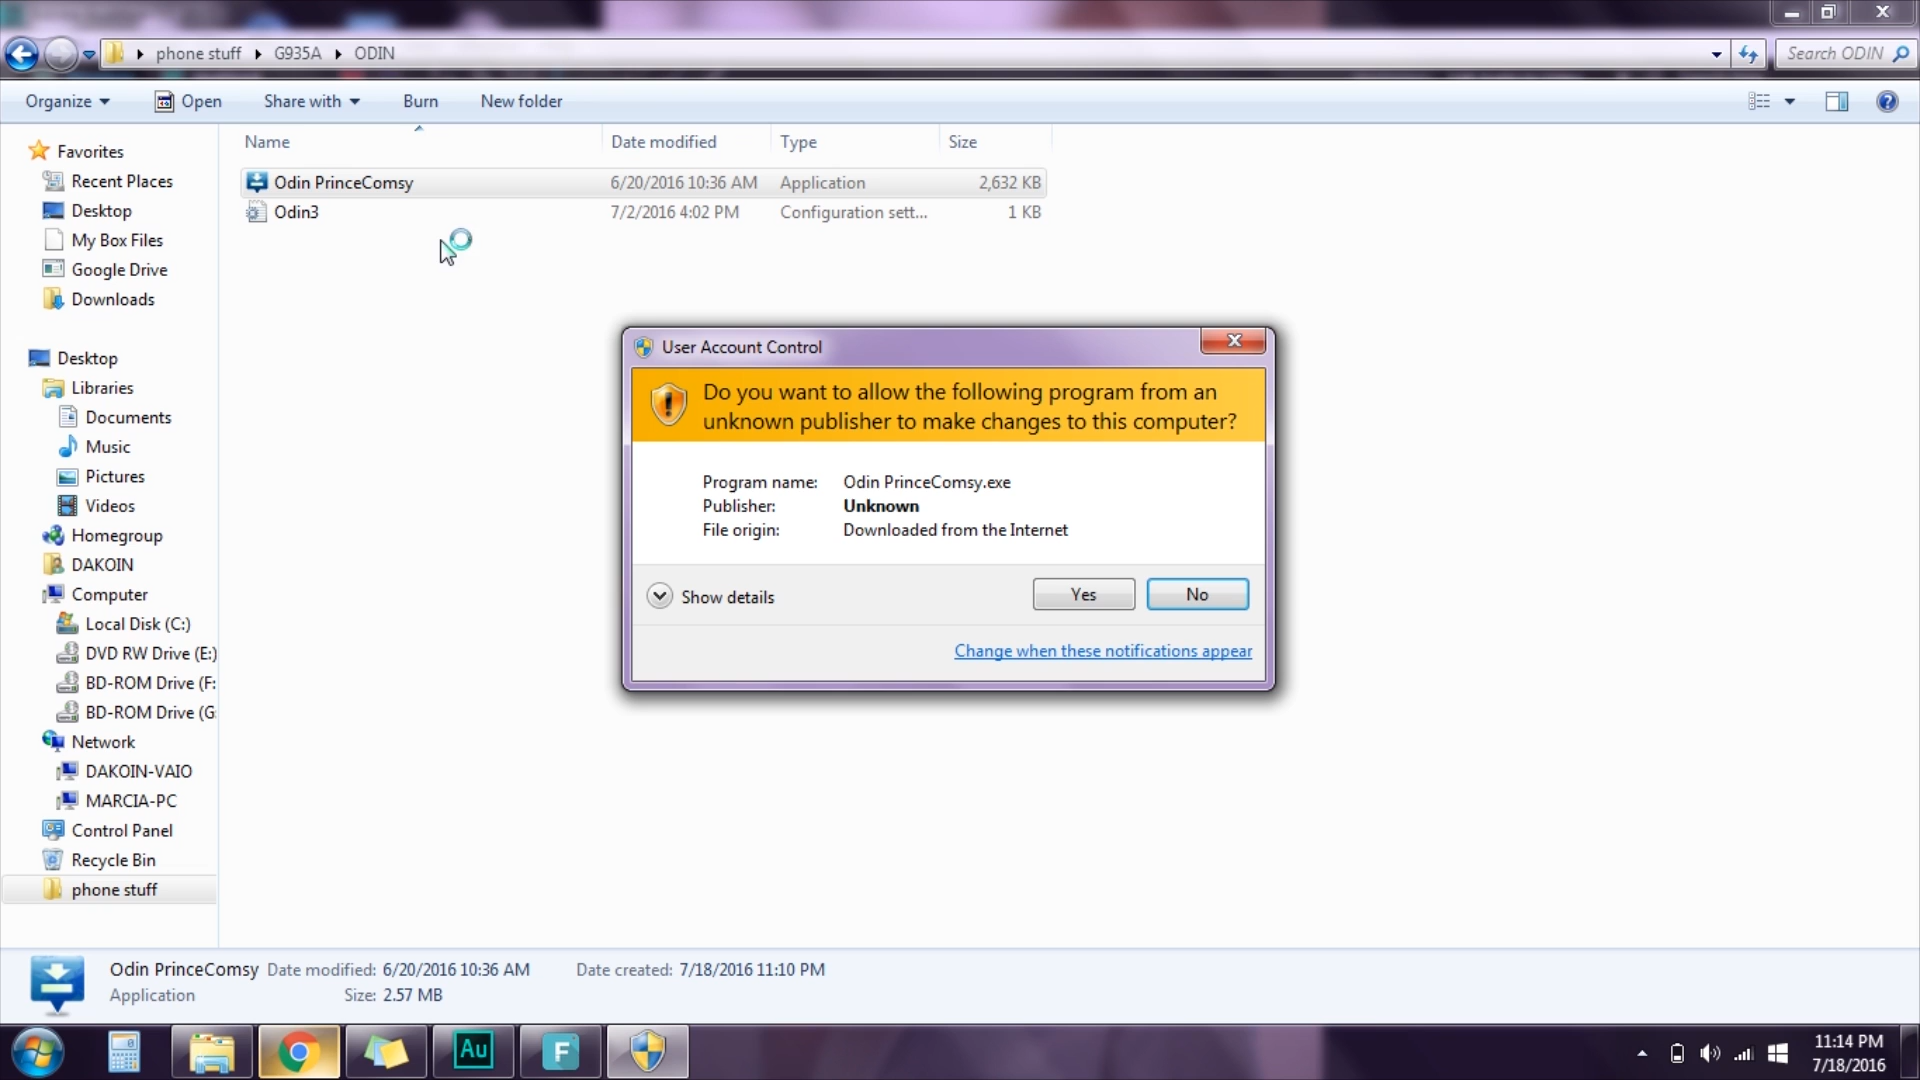 phone stuff G935A ODIN
Search ODIN
Organize Open Share with Burn New folder
Name Date modified Type Size
Odin PrinceComsy 6/20/2016 10:36 AM Application 2,632 KB
Odin3 7/2/2016 4:02 PM Configuration sett... 1 KB
Favorites
Recent Places
Desktop
My Box Files
Google Drive
Downloads
Desktop
Libraries
Documents
Music
Pictures
Videos
Homegroup
DAKOIN
Computer
Local Disk (C:)
DVD RW Drive (E:)
BD-ROM Drive (F:
BD-ROM Drive (G:
Network
DAKOIN-VAIO
MARCIA-PC
Control Panel
Recycle Bin
phone stuff
User Account Control
Do you want to allow the following program from an
unknown publisher to make changes to this computer?
Program name: Odin PrinceComsy.exe
Publisher: Unknown
File origin: Downloaded from the Internet
Show details
Yes
No
Change when these notifications appear
Odin PrinceComsy Date modified: 6/20/2016 10:36 AM Date created: 7/18/2016 11:10 PM
Application Size: 2.57 MB
Au
F
11:14 PM
7/18/2016